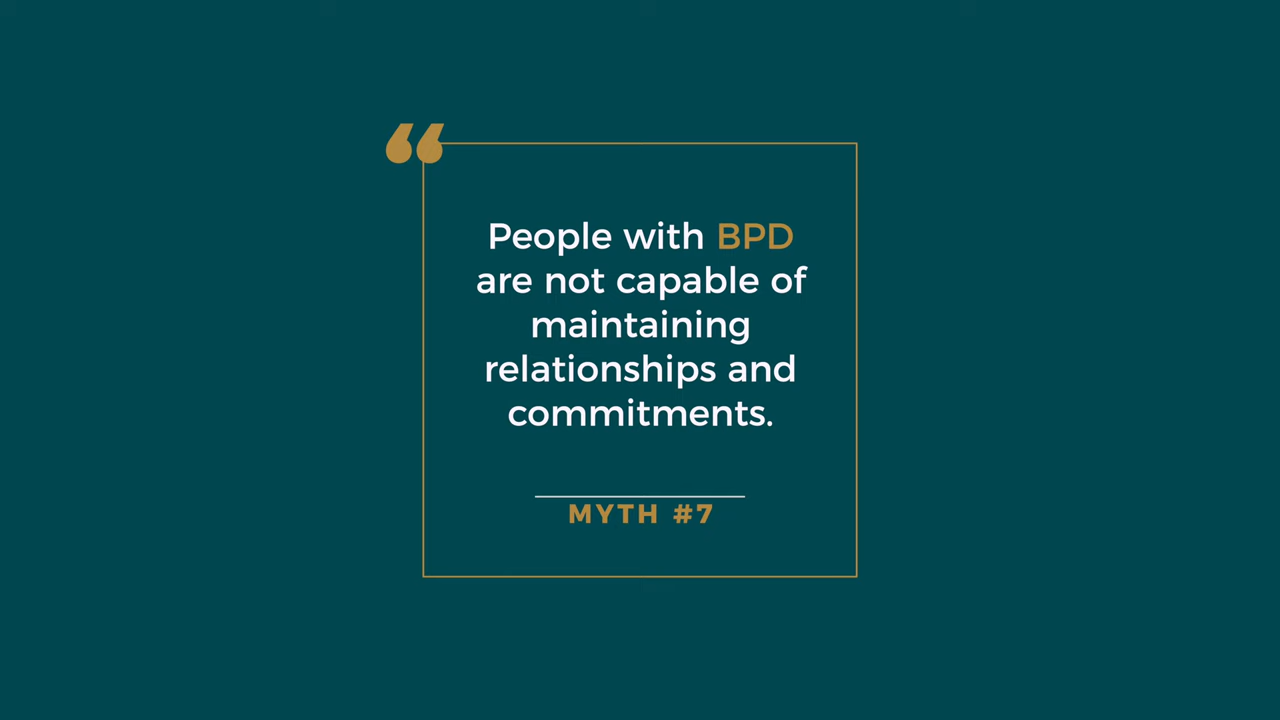 “
People with BPD
are not capable of
maintaining
relationships and
commitments.
MYTH #7